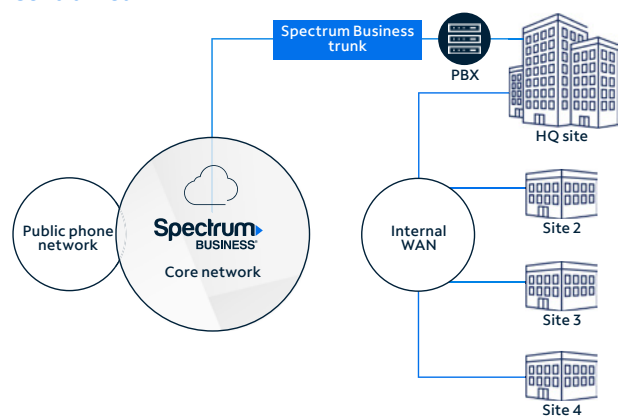 Spectrum Business
trunk
PBX
HQ site
Public phone
network
Spectrum
BUSINESS®
Core network
Internal
WAN
Site 2
Site 3
Site 4